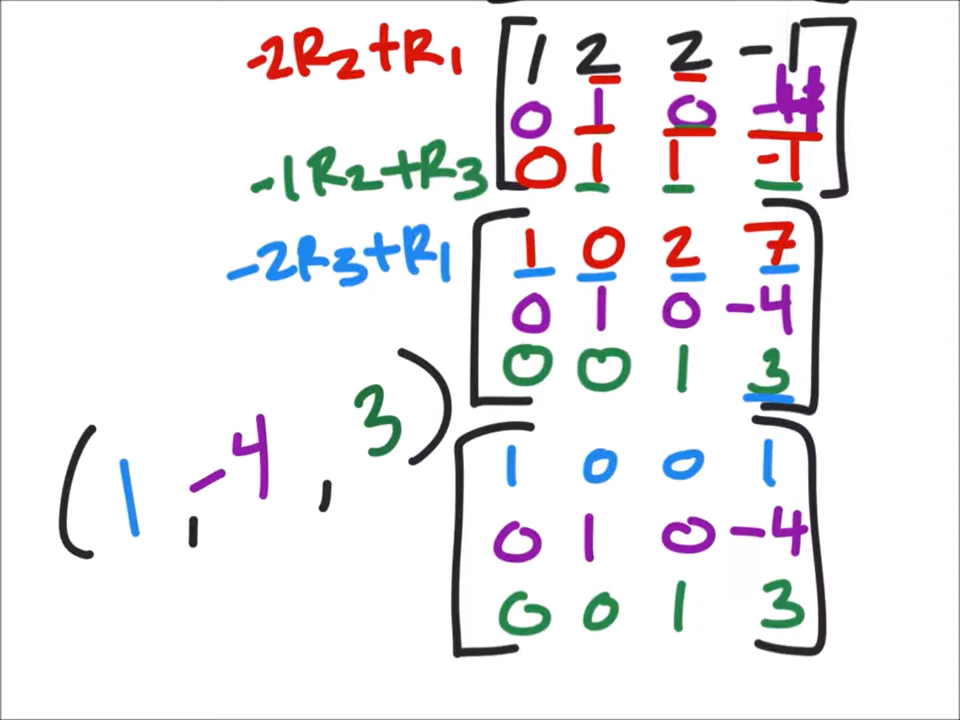 -2R2+R1
1 2 2 -1
0 1 0 -4
-1R2+R3
0 1 1 -1
-2R3+R1
1 0 2 7
0 1 0 -4
0 0 1 3
(1, -4, 3)
1 0 0 1
0 1 0 -4
0 0 1 3